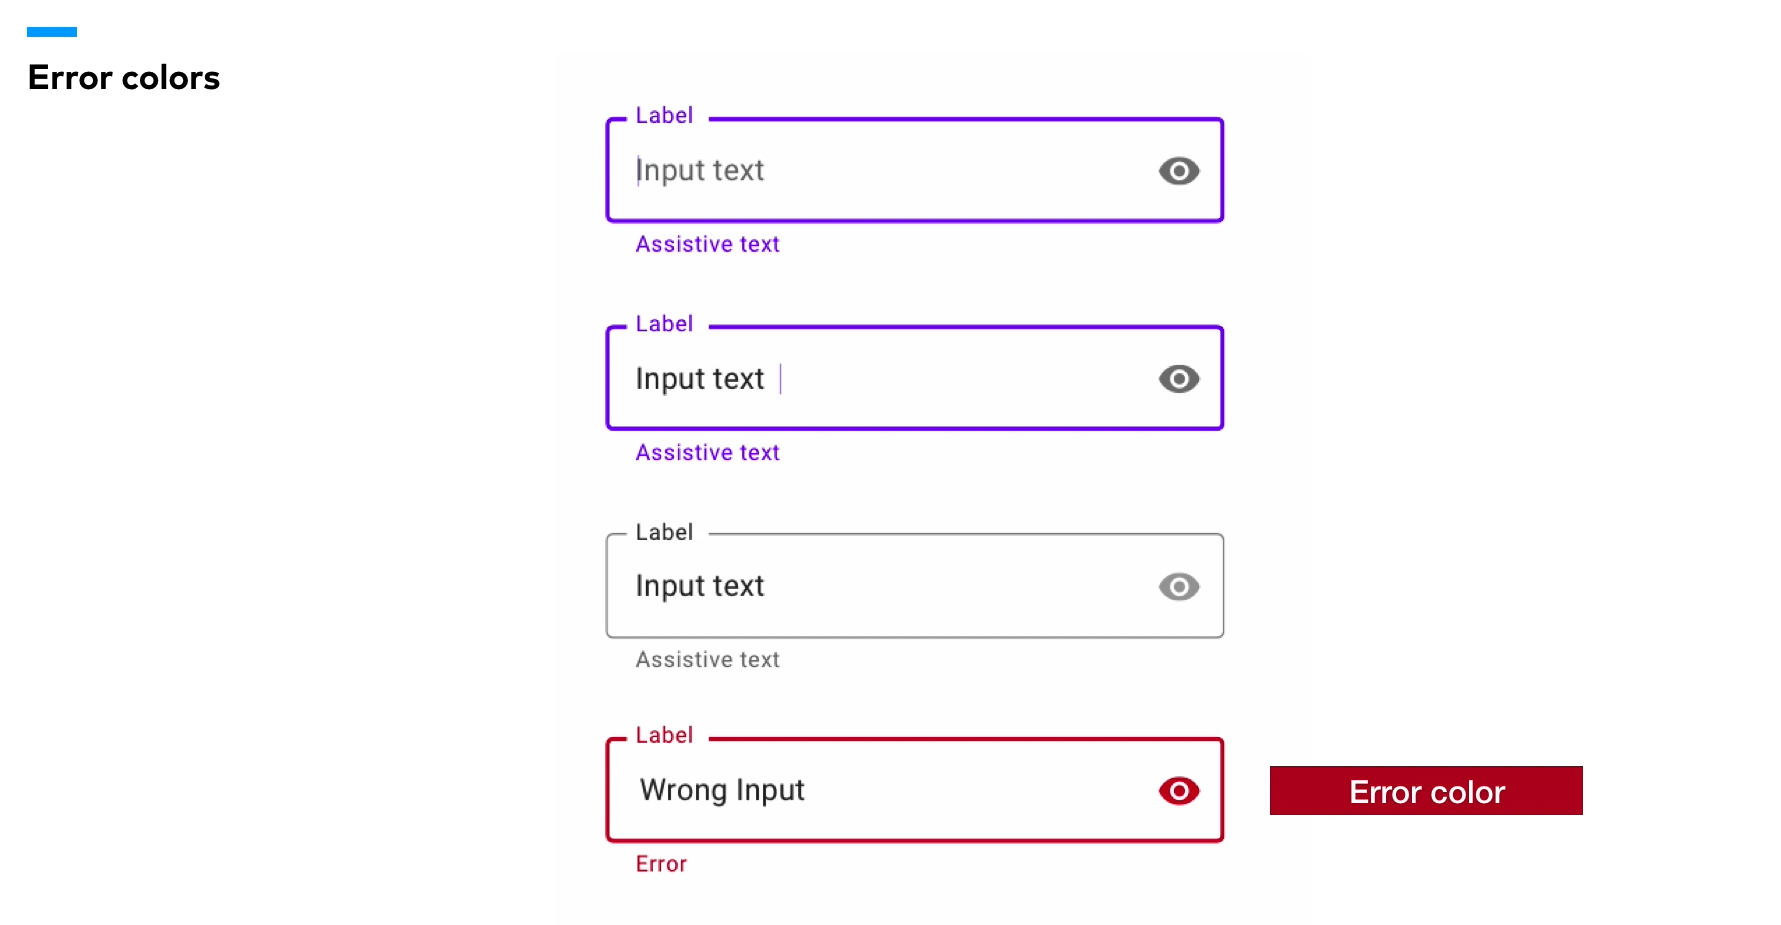 Error colors
Label
Input text
Assistive text
Label
Input text
Assistive text
Label
Input text
Assistive text
Label
Wrong Input
Error color
Error